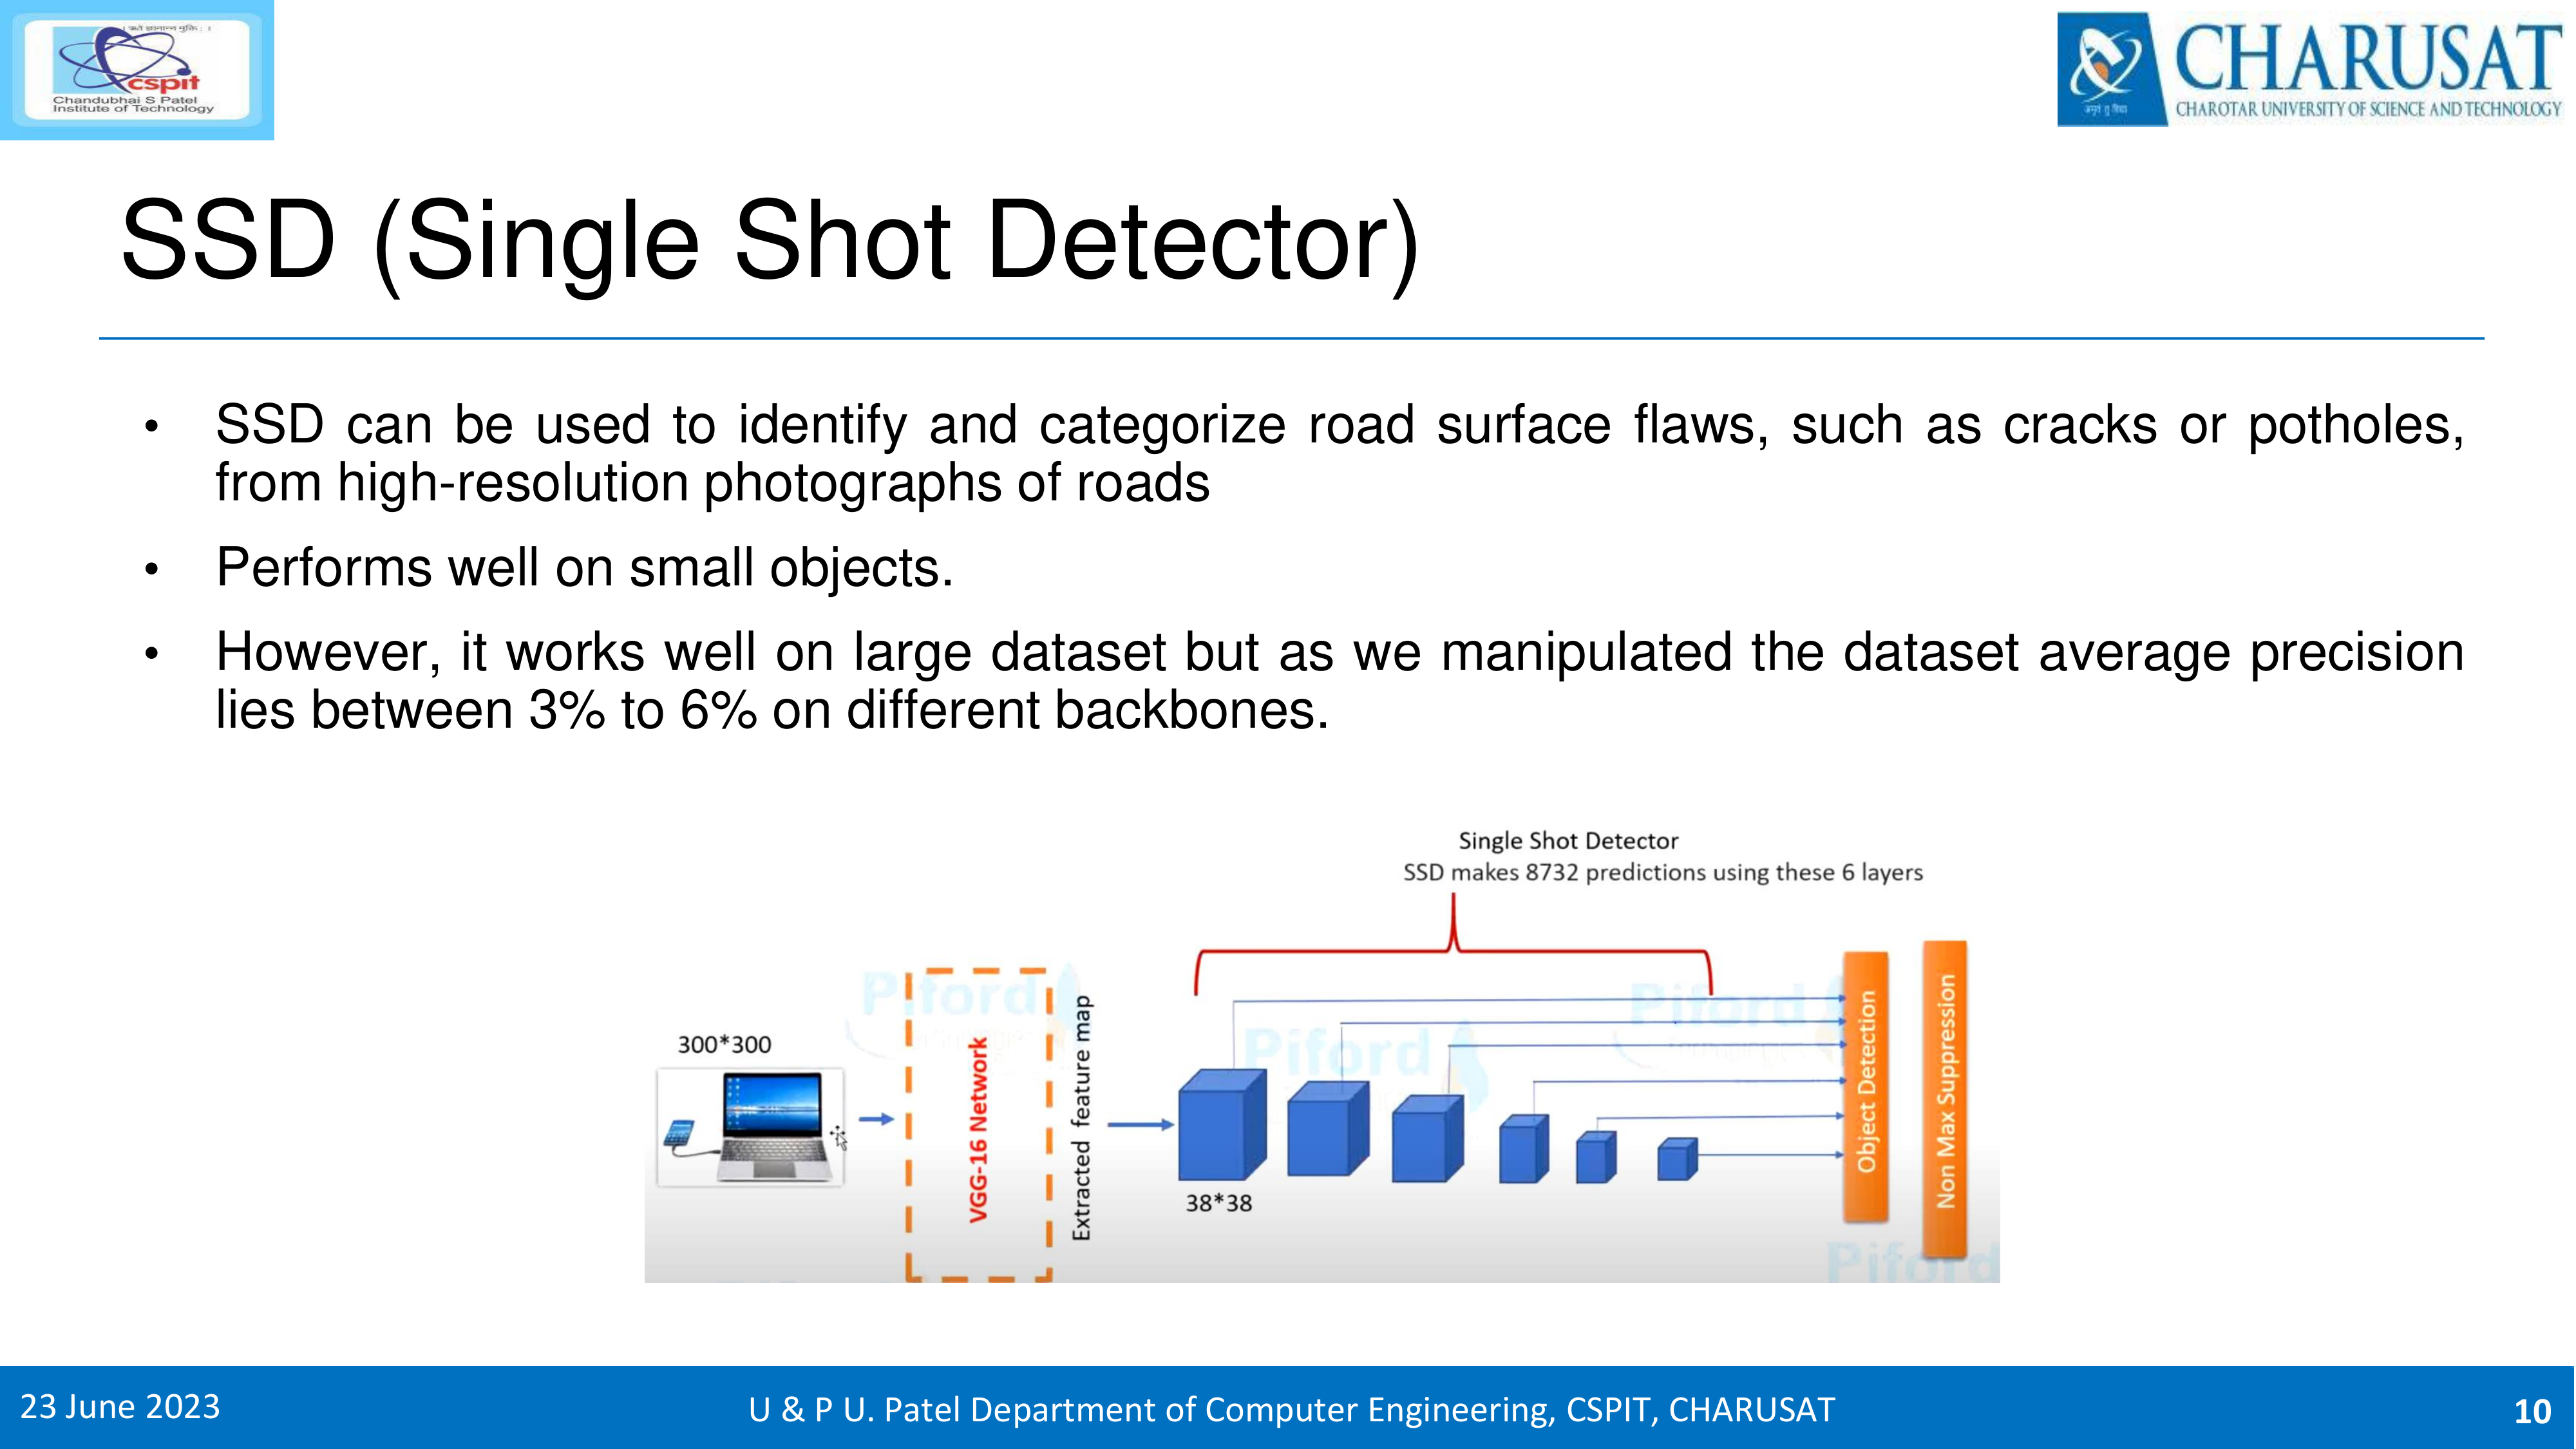 cspit
Chandubhai S Patel
Institute of Technology
CHARUSAT
CHAROTAR UNIVERSITY OF SCIENCE AND TECHNOLOGY
SSD (Single Shot Detector)
• SSD can be used to identify and categorize road surface flaws, such as cracks or potholes,
from high-resolution photographs of roads
• Performs well on small objects.
• However, it works well on large dataset but as we manipulated the dataset average precision
lies between 3% to 6% on different backbones.
Single Shot Detector
SSD makes 8732 predictions using these 6 layers
Piford
Piford
Piford
300*300
VGG-16 Network
Extracted feature map
38*38
Object Detection
Non Max Suppression
Piford
23 June 2023
U & P U. Patel Department of Computer Engineering, CSPIT, CHARUSAT
10